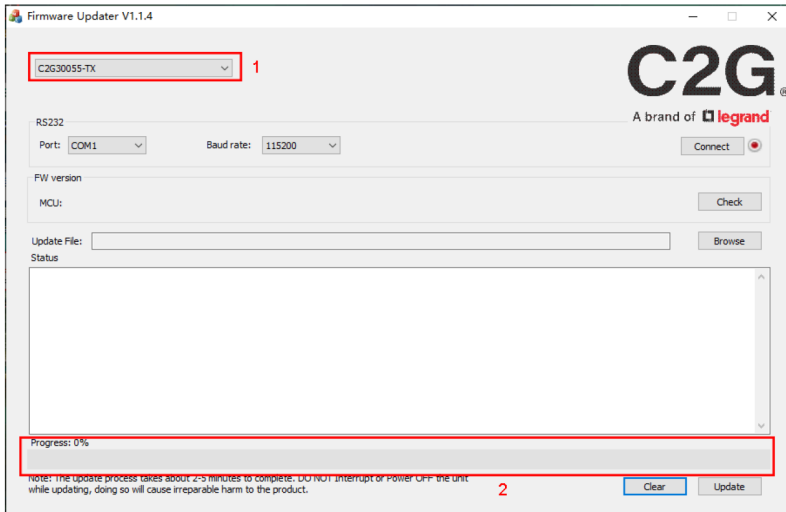 Firmware Updater V1.1.4
C2G30055-TX
1
C2G®
A brand of legrand
RS232
Port: COM1 Baud rate: 115200 Connect
FW version
MCU: Check
Update File: Browse
Status
Progress: 0%
Note: The update process takes about 2-5 minutes to complete. DO NOT Interrupt or Power OFF the unit
while updating, doing so will cause irreparable harm to the product.
2
Clear Update